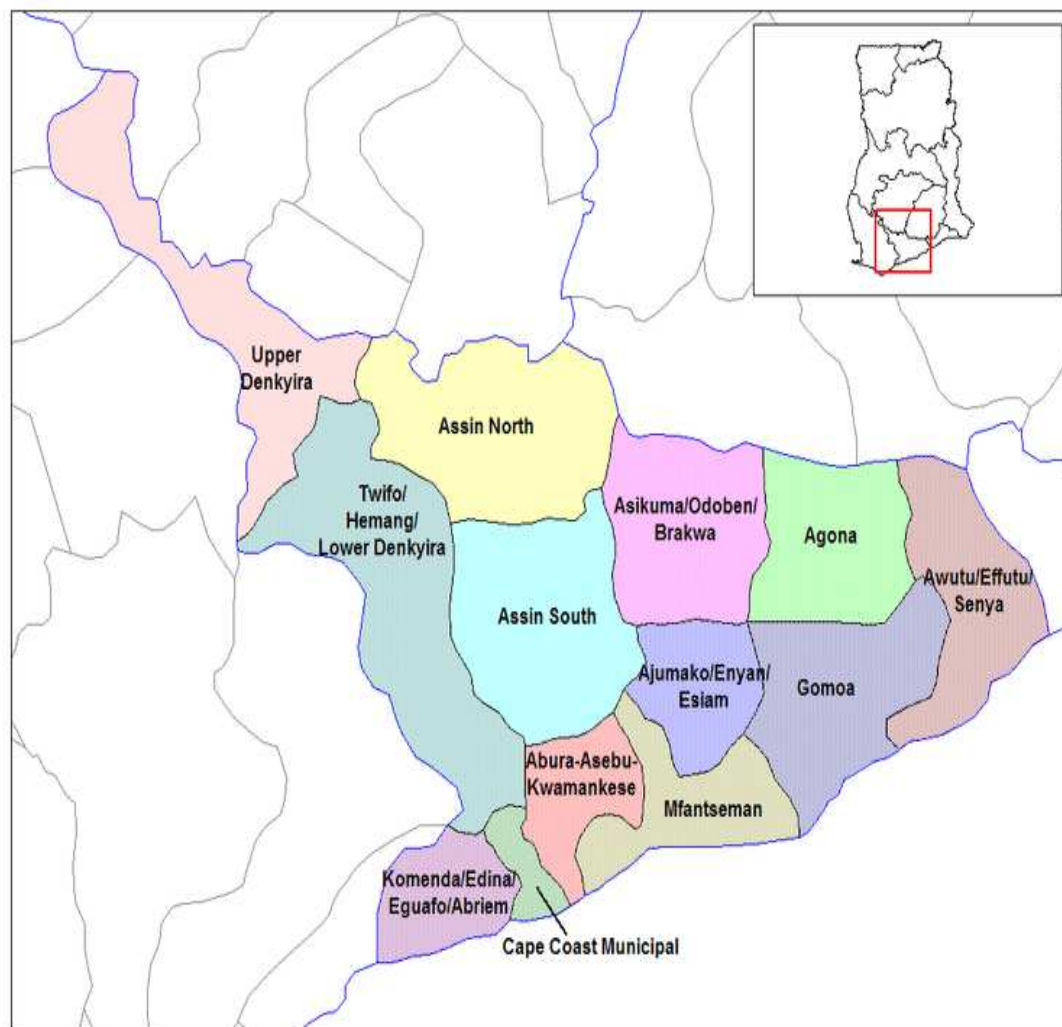 Upper
Denkyira
Assin North
Twifo/
Hemang/
Lower Denkyira
Asikuma/Odoben/
Brakwa
Agona
Awutu/Effutu/
Senya
Assin South
Ajumako/Enyan/
Esiam
Gomoa
Abura-Asebu-
Kwamankese
Mfantseman
Komenda/Edina/
Eguafo/Abriem
Cape Coast Municipal